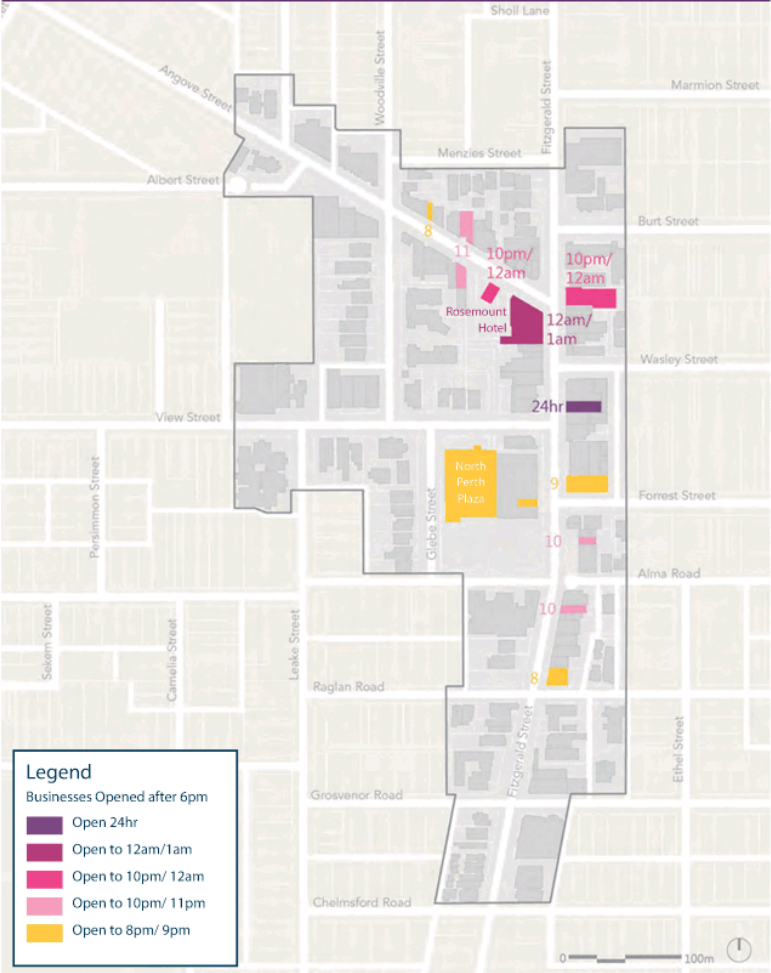 Sholl Lane
Woodville Street
Fitzgerald Street
Angove Street
Marmion Street
Menzies Street
Albert Street
Burt Street
8
11
10pm/
12am
10pm/
12am
Rosemount
Hotel
12am/
1am
Wasley Street
24hr
View Street
North
Perth
Plaza
9
Persimmon Street
Glebe Street
Forrest Street
10
Alma Road
Sekem Street
Camelia Street
Leake Street
10
8
Raglan Road
Fitzgerald Street
Ethel Street
Grosvenor Road
Chelmsford Road
Legend
Businesses Opened after 6pm
Open 24hr
Open to 12am/1am
Open to 10pm/ 12am
Open to 10pm/ 11pm
Open to 8pm/ 9pm
0
100m